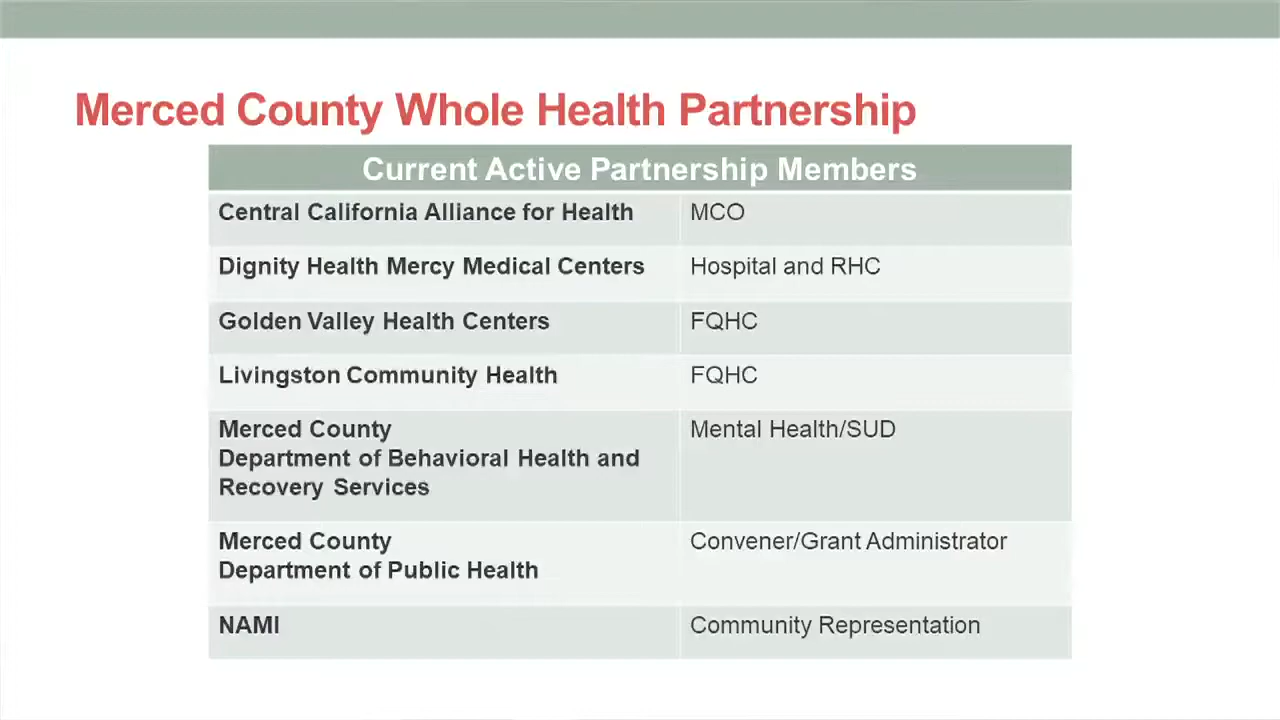 Merced County Whole Health Partnership
Current Active Partnership Members
Central California Alliance for Health MCO
Dignity Health Mercy Medical Centers Hospital and RHC
Golden Valley Health Centers FQHC
Livingston Community Health FQHC
Merced County Mental Health/SUD
Department of Behavioral Health and
Recovery Services
Merced County Convener/Grant Administrator
Department of Public Health
NAMI Community Representation